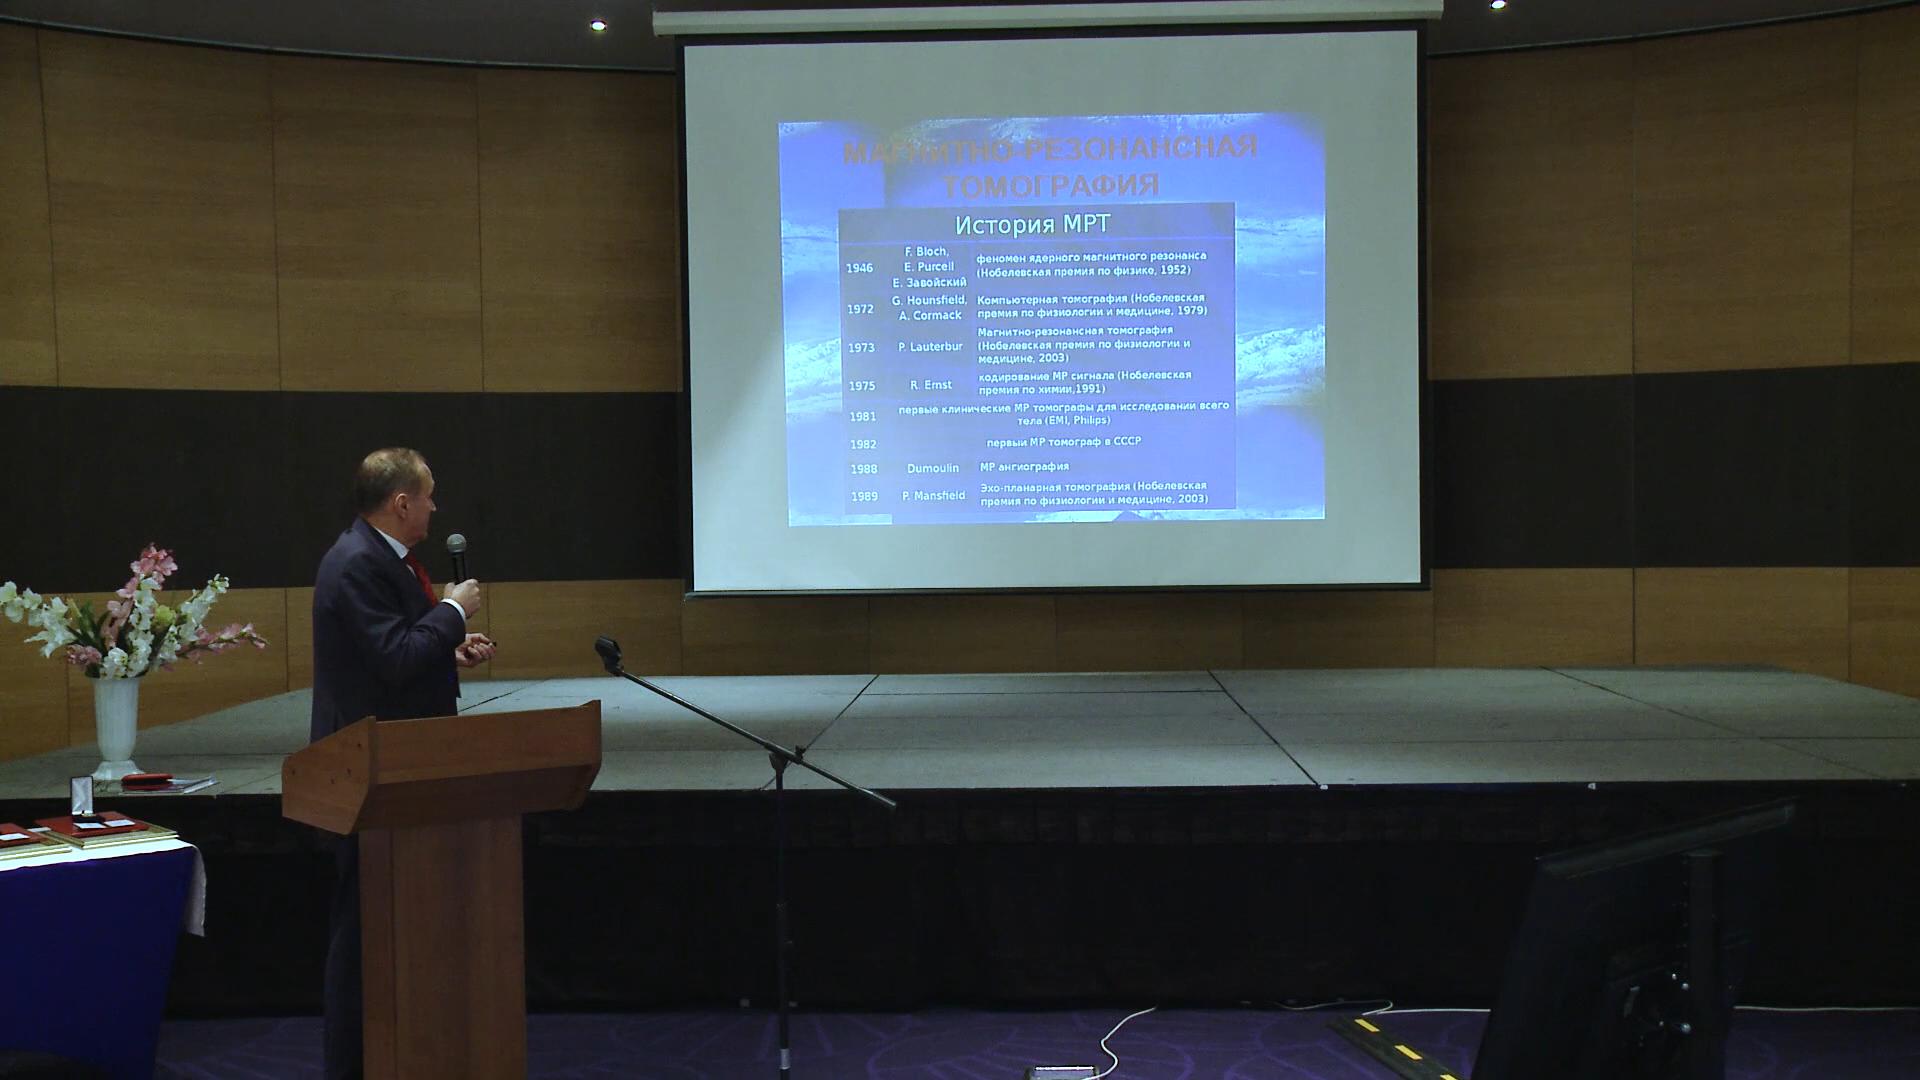 МАГНИТНО-РЕЗОНАНСНАЯ
ТОМОГРАФИЯ
История МРТ
1946
F. Bloch,
E. Purcell
Е. Завойский
феномен ядерного магнитного резонанса
(Нобелевская премия по физике, 1952)
1972
G. Hounsfield,
A. Cormack
Компьютерная томография (Нобелевская
премия по физиологии и медицине, 1979)
1973
P. Lauterbur
Магнитно-резонансная томография
(Нобелевская премия по физиологии и
медицине, 2003)
1975
R. Ernst
кодирование МР сигнала (Нобелевская
премия по химии,1991)
1981
первые клинические МР томографы для исследований всего
тела (EMI, Philips)
1982
первый МР томограф в СССР
1988
Dumoulin
МР ангиография
1989
P. Mansfield
Эхо-планарная томография (Нобелевская
премия по физиологии и медицине, 2003)